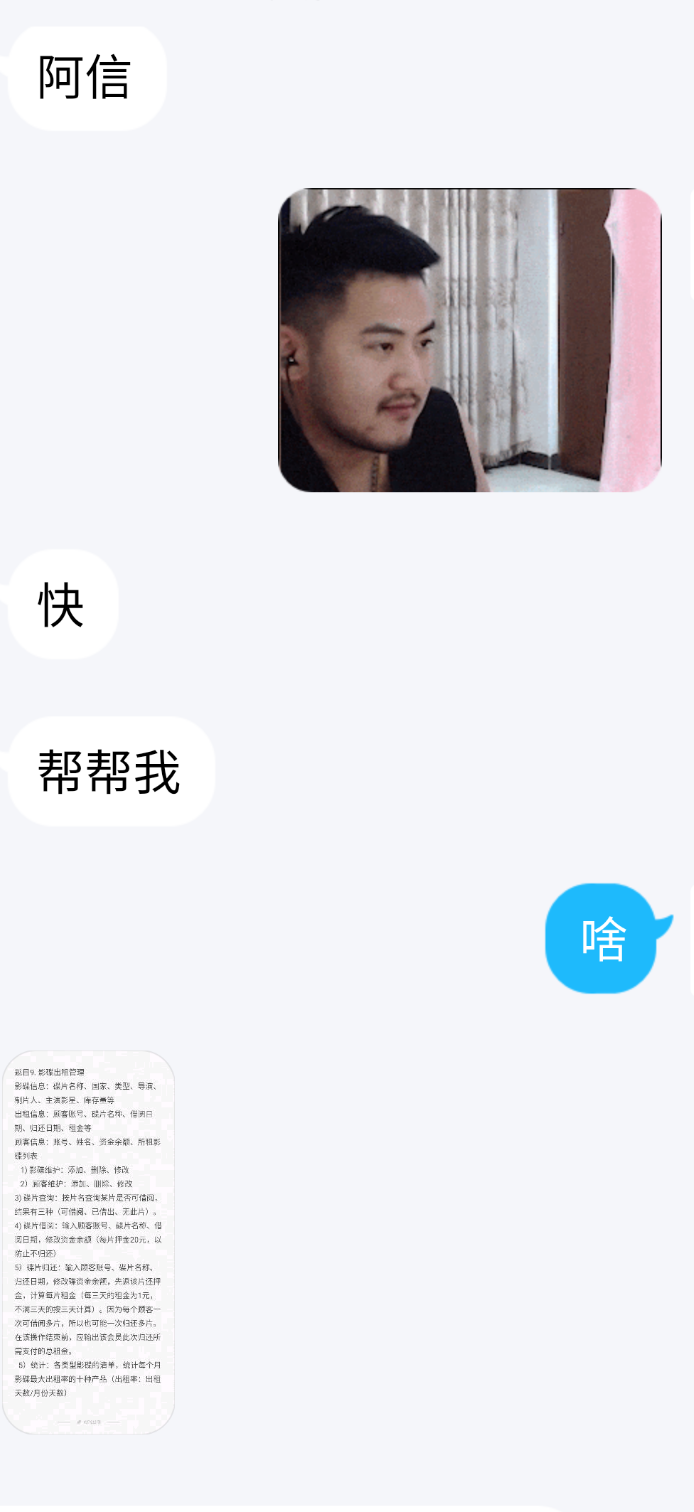 阿信
快
帮帮我
啥
题目9. 影碟出租管理
影碟信息：碟片名称、国家、类型、导演、
制片人、主演影星、库存量等
出租信息：顾客账号、碟片名称、借阅日
期、归还日期、租金等
顾客信息：账号、姓名、资金余额、所租影
碟列表
1) 影碟维护：添加、删除、修改
2）顾客维护：添加、删除、修改
3) 碟片查询：按片名查询某片是否可借阅，
结果有三种（可借阅、已借出、无此片）。
4) 碟片借阅：输入顾客账号、碟片名称、借
阅日期，修改资金余额（每片押金20元，以
防止不归还）
5）碟片归还：输入顾客账号、碟片名称、
归还日期，修改碟资金余额，先退该片还押
金，计算每片租金（每三天的租金为1元，
不满三天的按三天计算）。因为每个顾客一
次可借阅多片，所以也可能一次归还多片。
在该操作结束前，应输出该会员此次归还所
需支付的总租金。
6）统计：各类型影碟的清单，统计每个月
影碟最大出租率的十种产品（出租率：出租
天数/月份天数）